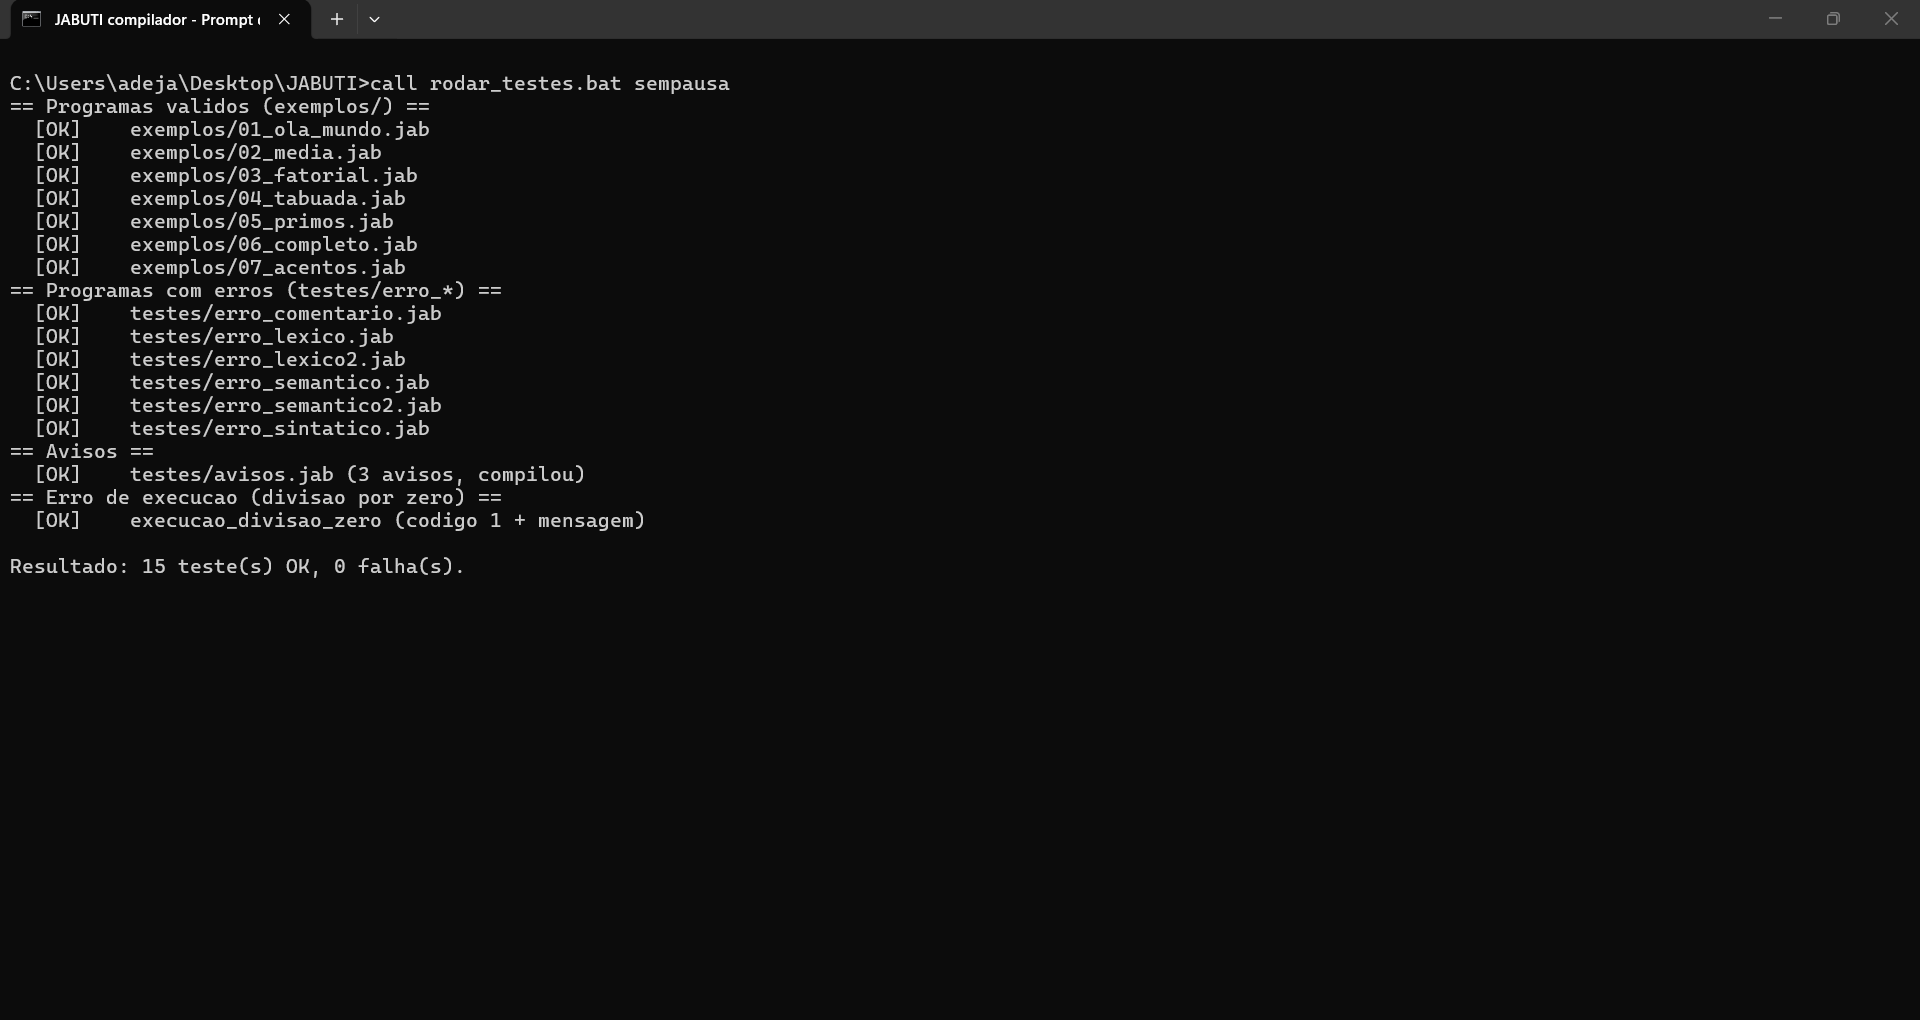 JABUTI compilador - Prompt
C:\Users\adeja\Desktop\JABUTI>call rodar_testes.bat sempausa
== Programas validos (exemplos/) ==
  [OK]    exemplos/01_ola_mundo.jab
  [OK]    exemplos/02_media.jab
  [OK]    exemplos/03_fatorial.jab
  [OK]    exemplos/04_tabuada.jab
  [OK]    exemplos/05_primos.jab
  [OK]    exemplos/06_completo.jab
  [OK]    exemplos/07_acentos.jab
== Programas com erros (testes/erro_*) ==
  [OK]    testes/erro_comentario.jab
  [OK]    testes/erro_lexico.jab
  [OK]    testes/erro_lexico2.jab
  [OK]    testes/erro_semantico.jab
  [OK]    testes/erro_semantico2.jab
  [OK]    testes/erro_sintatico.jab
== Avisos ==
  [OK]    testes/avisos.jab (3 avisos, compilou)
== Erro de execucao (divisao por zero) ==
  [OK]    execucao_divisao_zero (codigo 1 + mensagem)
Resultado: 15 teste(s) OK, 0 falha(s).